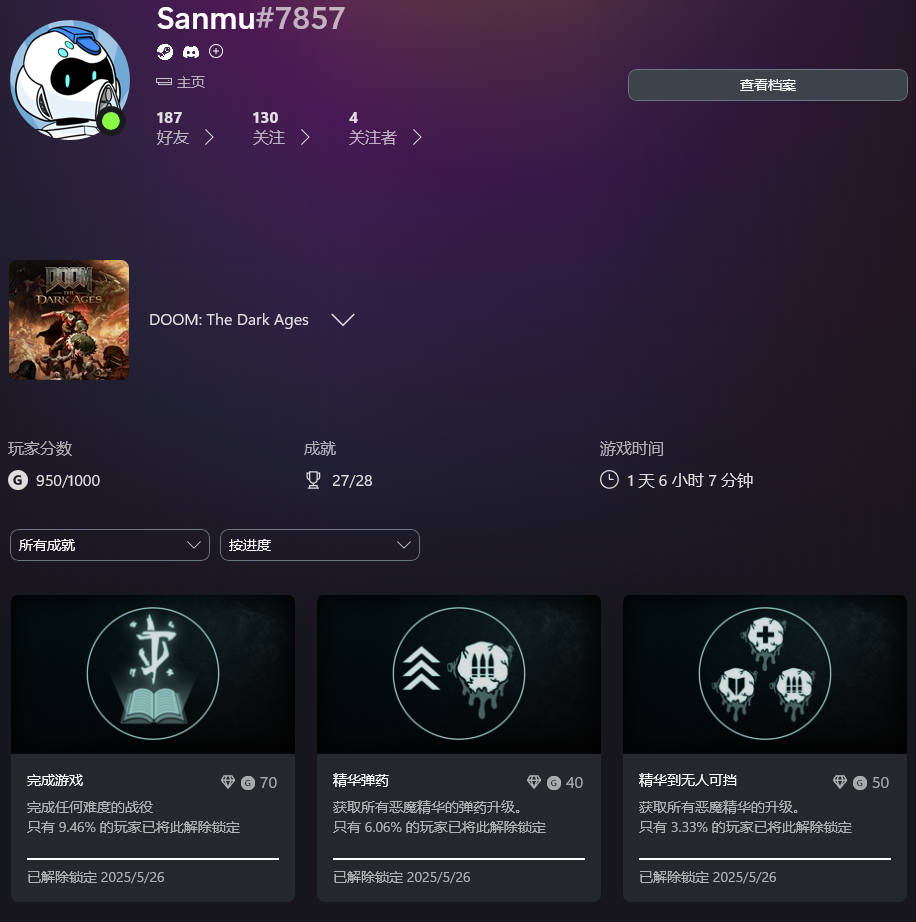 Sanmu#7857
主页
查看档案
187 130 4
好友 关注 关注者
DOOM
THE
DARK AGES
DOOM: The Dark Ages
玩家分数 成就 游戏时间
G 950/1000 27/28 1 天 6 小时 7 分钟
所有成就 按进度
完成游戏 G 70
完成任何难度的战役
只有 9.46% 的玩家已将此解除锁定
已解除锁定 2025/5/26
精华弹药 G 40
获取所有恶魔精华的弹药升级。
只有 6.06% 的玩家已将此解除锁定
已解除锁定 2025/5/26
精华到无人可挡 G 50
获取所有恶魔精华的升级。
只有 3.33% 的玩家已将此解除锁定
已解除锁定 2025/5/26